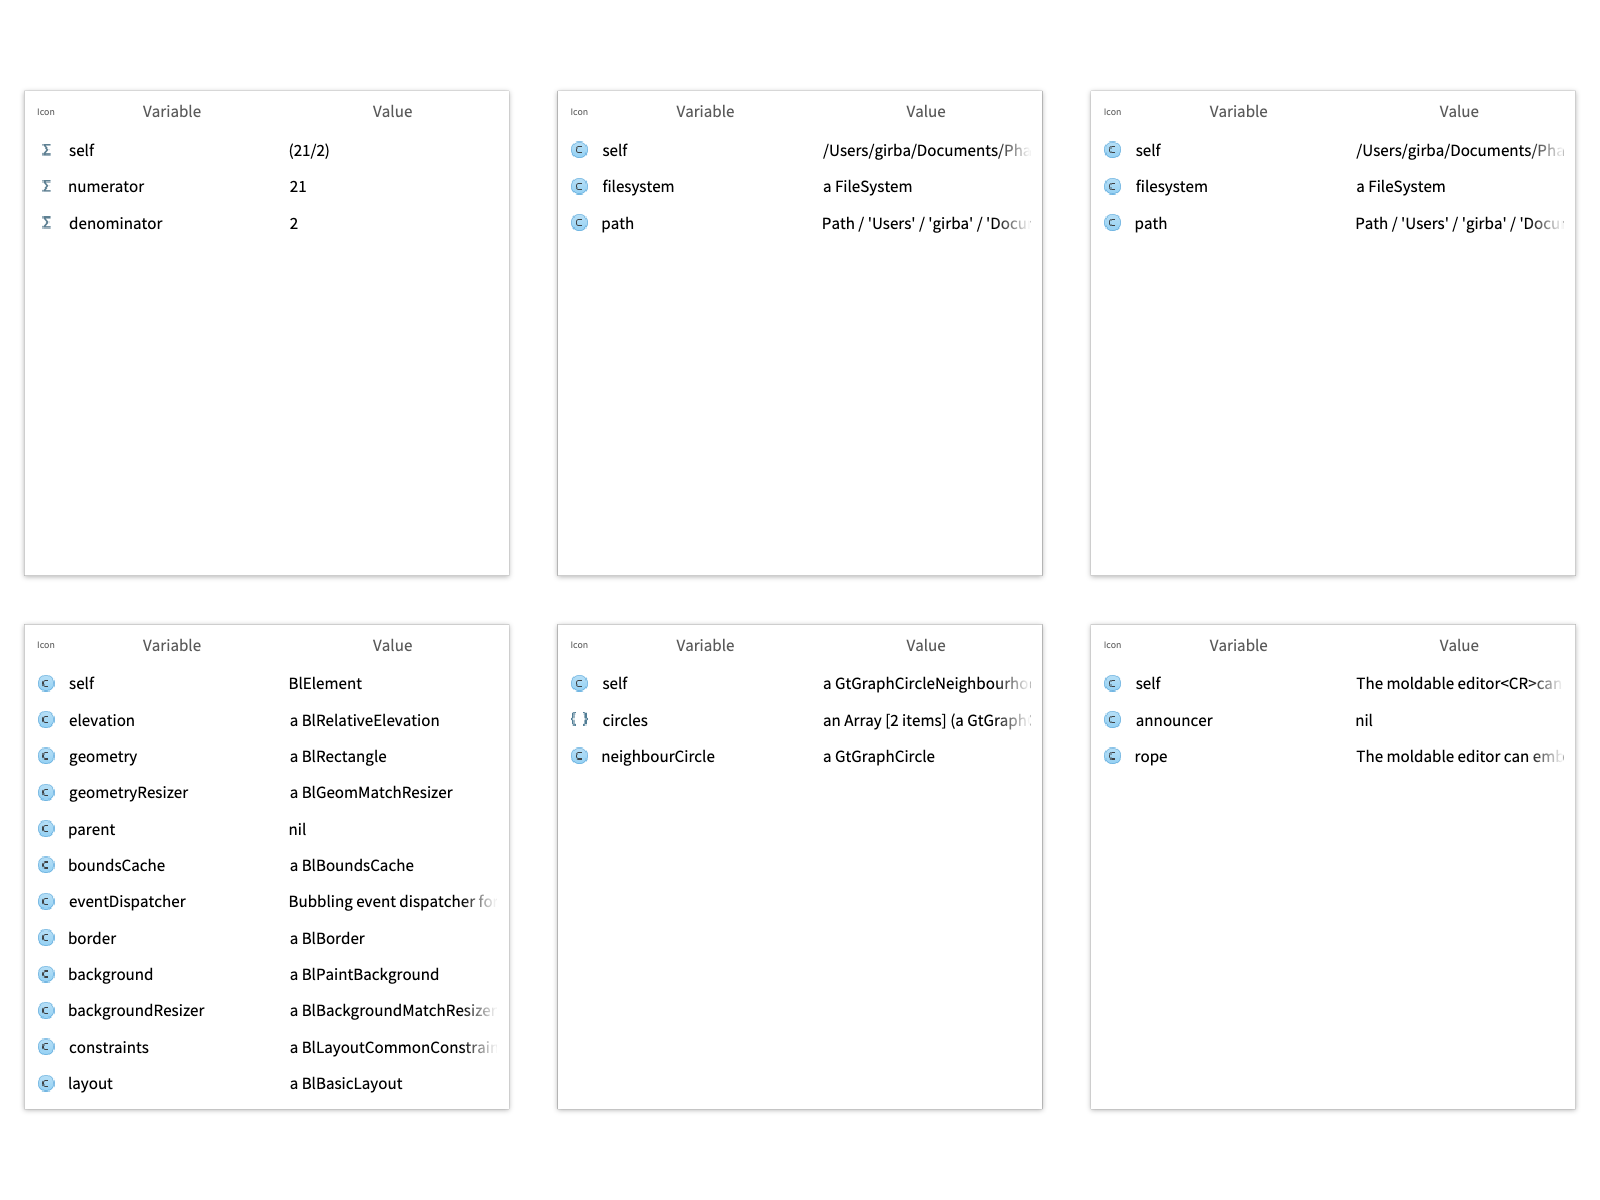 Icon Variable Value
Σ self (21/2)
Σ numerator 21
Σ denominator 2
Icon Variable Value
C self /Users/girba/Documents/Pha
C filesystem a FileSystem
C path Path / 'Users' / 'girba' / 'Docu
Icon Variable Value
C self /Users/girba/Documents/Pha
C filesystem a FileSystem
C path Path / 'Users' / 'girba' / 'Docu
Icon Variable Value
C self BlElement
C elevation a BlRelativeElevation
C geometry a BlRectangle
C geometryResizer a BlGeomMatchResizer
C parent nil
C boundsCache a BlBoundsCache
C eventDispatcher Bubbling event dispatcher for
C border a BlBorder
C background a BlPaintBackground
C backgroundResizer a BlBackgroundMatchResizer
C constraints a BlLayoutCommonConstrain
C layout a BlBasicLayout
Icon Variable Value
C self a GtGraphCircleNeighbourho
{ } circles an Array [2 items] (a GtGraph
C neighbourCircle a GtGraphCircle
Icon Variable Value
C self The moldable editor<CR>can
C announcer nil
C rope The moldable editor can emb